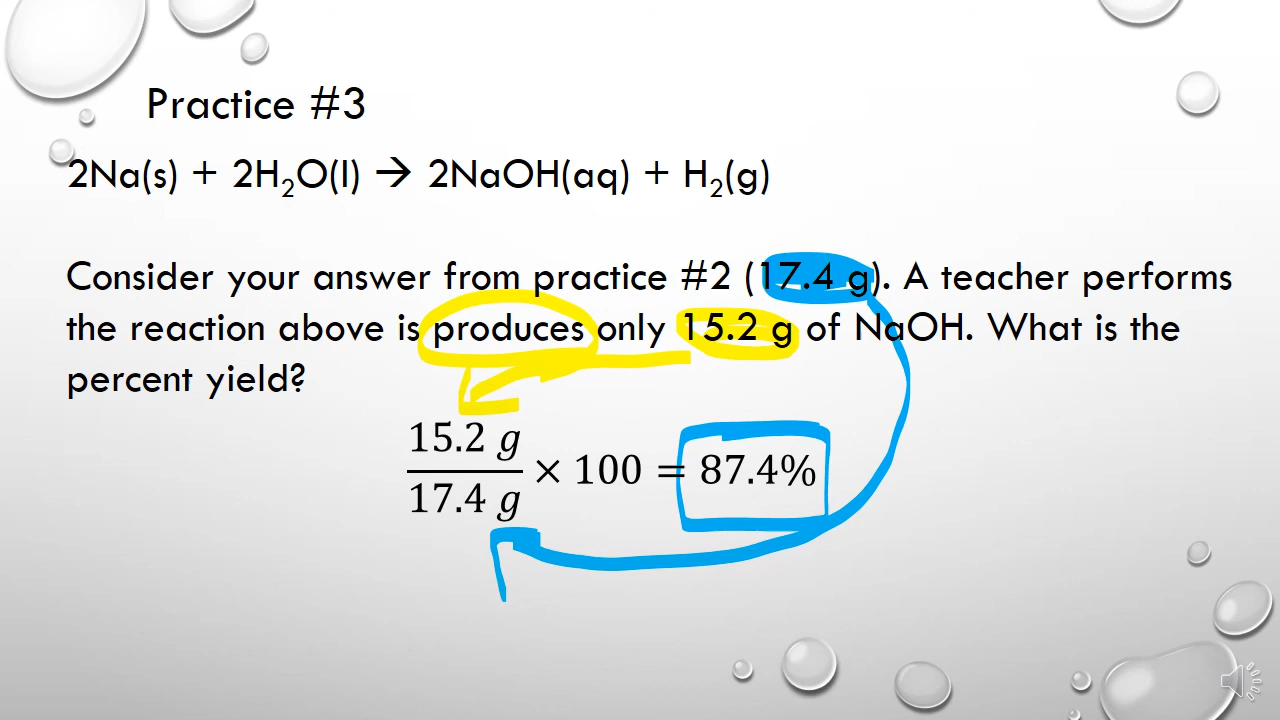 Practice #3
2Na(s) + 2H₂O(l) → 2NaOH(aq) + H₂(g)
Consider your answer from practice #2 (17.4 g). A teacher performs
the reaction above is produces only 15.2 g of NaOH. What is the
percent yield?
15.2 g
17.4 g × 100 = 87.4%